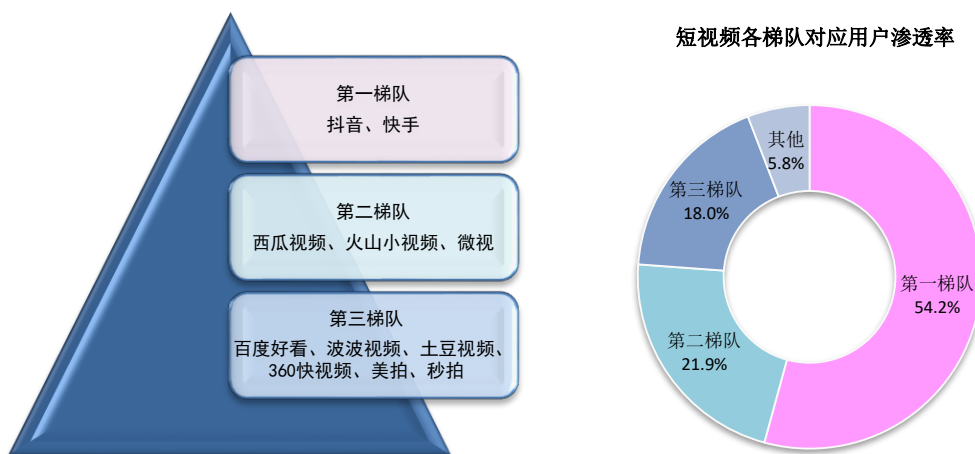 第一梯队
抖音、快手
第二梯队
西瓜视频、火山小视频、微视
第三梯队
百度好看、波波视频、土豆视频、
360快视频、美拍、秒拍
短视频各梯队对应用户渗透率
其他
5.8%
第三梯队
18.0%
第一梯队
54.2%
第二梯队
21.9%